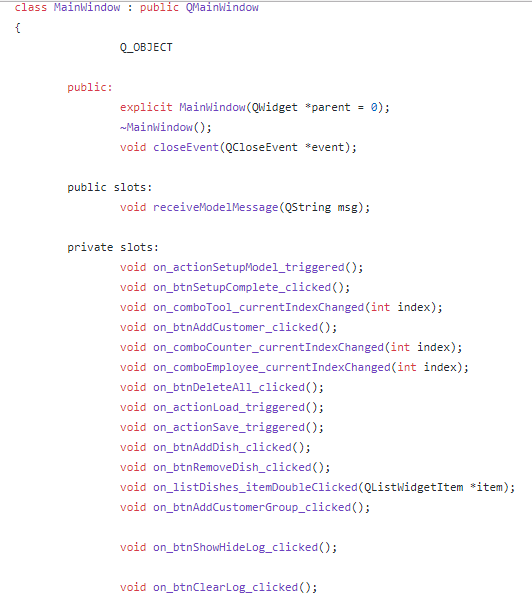 class MainWindow : public QMainWindow
{
Q_OBJECT
public:
explicit MainWindow(QWidget *parent = 0);
~MainWindow();
void closeEvent(QCloseEvent *event);
public slots:
void receiveModelMessage(QString msg);
private slots:
void on_actionSetupModel_triggered();
void on_btnSetupComplete_clicked();
void on_comboTool_currentIndexChanged(int index);
void on_btnAddCustomer_clicked();
void on_comboCounter_currentIndexChanged(int index);
void on_comboEmployee_currentIndexChanged(int index);
void on_btnDeleteAll_clicked();
void on_actionLoad_triggered();
void on_actionSave_triggered();
void on_btnAddDish_clicked();
void on_btnRemoveDish_clicked();
void on_listDishes_itemDoubleClicked(QListWidgetItem *item);
void on_btnAddCustomerGroup_clicked();
void on_btnShowHideLog_clicked();
void on_btnClearLog_clicked();